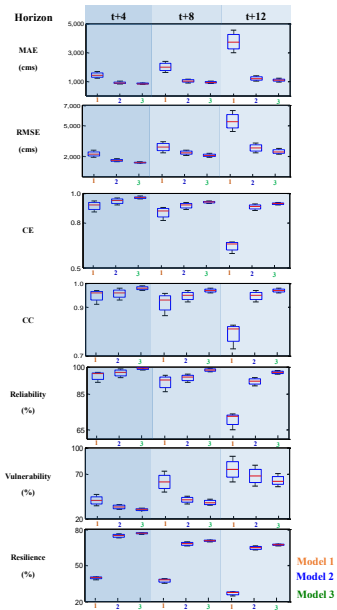 Horizon t+4 t+8 t+12
5,000
MAE
(cms)
1,000
1 2 3 1 2 3 1 2 3
7,000
RMSE
(cms)
2,000
1 2 3 1 2 3 1 2 3
1.0
0.8
CE
0.5
1 2 3 1 2 3 1 2 3
1.0
0.9
CC
0.7
1 2 3 1 2 3 1 2 3
100
85
Reliability
(%)
65
1 2 3 1 2 3 1 2 3
100
70
Vulnerability
(%)
20
1 2 3 1 2 3 1 2 3
80
50
Resilience
(%)
20
1 2 3 1 2 3 1 2 3
Model 1
Model 2
Model 3